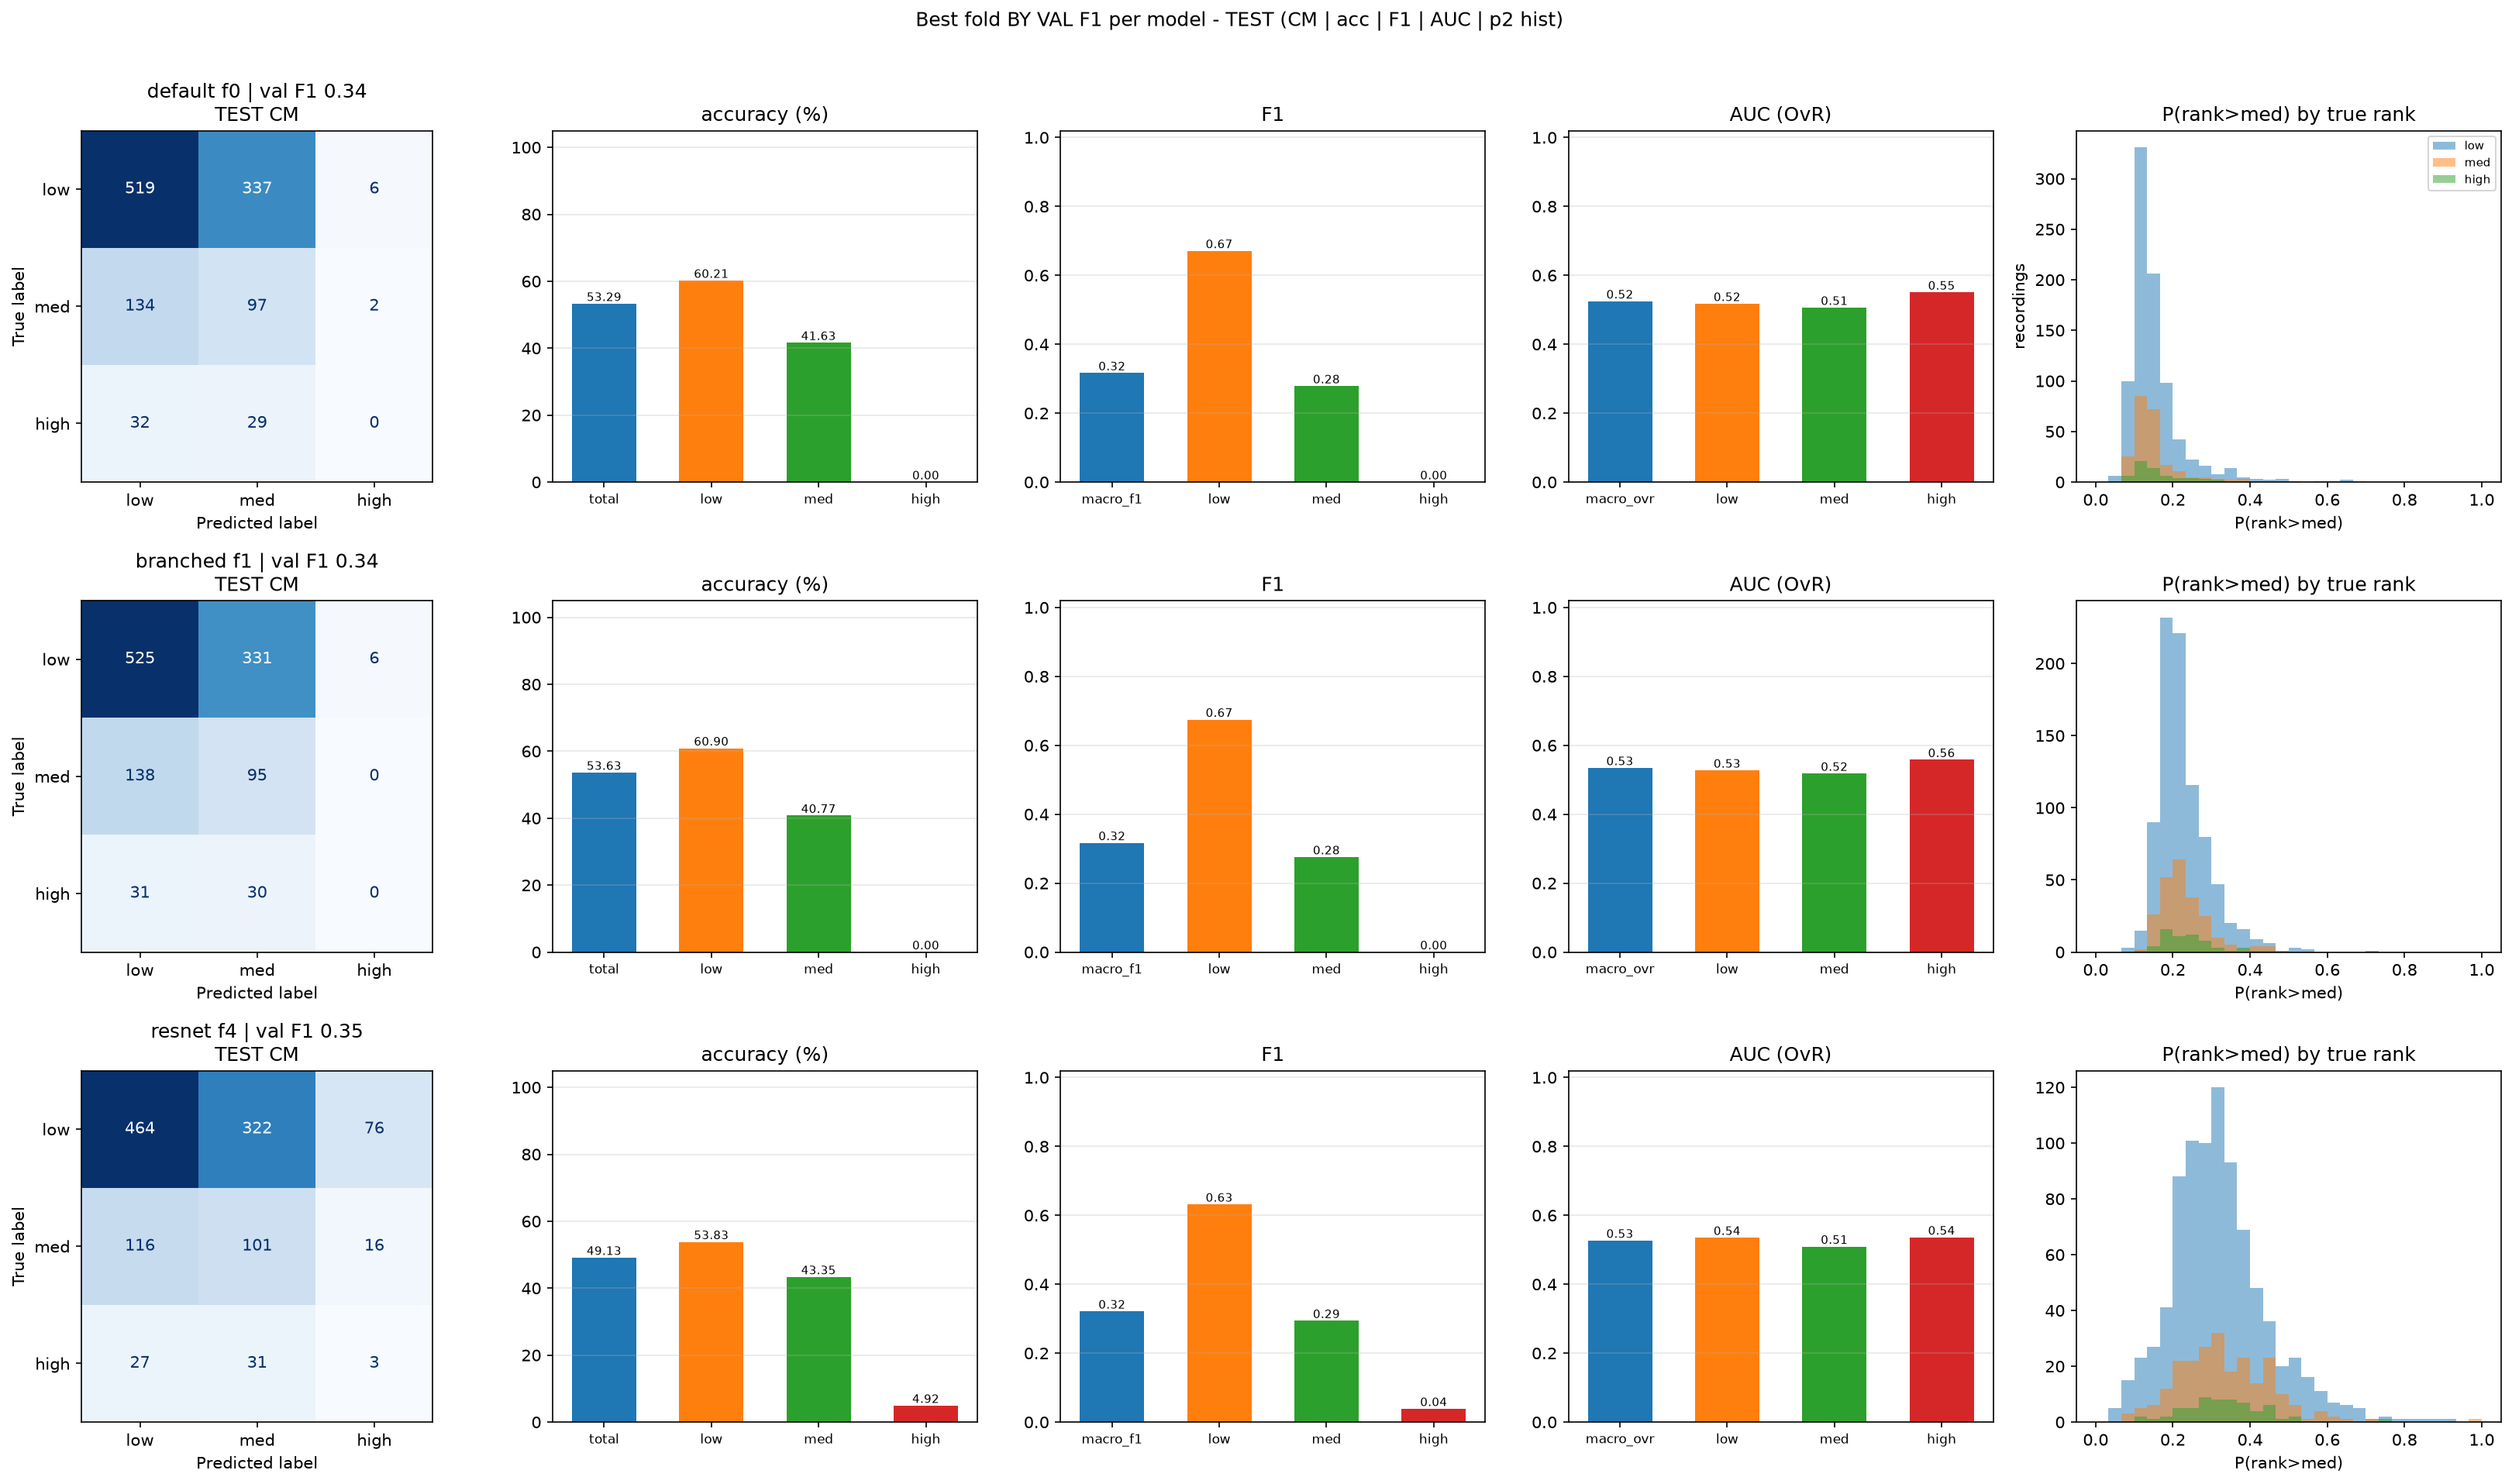 Best fold BY VAL F1 per model - TEST (CM | acc | F1 | AUC | p2 hist)
default f0 | val F1 0.34
TEST CM
True label
low
med
high
519 337 6
134 97 2
32 29 0
low med high
Predicted label
accuracy (%)
100
80
60
40
20
0
53.29
60.21
41.63
0.00
total low med high
F1
1.0
0.8
0.6
0.4
0.2
0.0
0.32
0.67
0.28
0.00
macro_f1 low med high
AUC (OvR)
1.0
0.8
0.6
0.4
0.2
0.0
0.52
0.52
0.51
0.55
macro_ovr low med high
P(rank>med) by true rank
low
med
high
recordings
300
250
200
150
100
50
0
0.0 0.2 0.4 0.6 0.8 1.0
P(rank>med)
branched f1 | val F1 0.34
TEST CM
True label
low
med
high
525 331 6
138 95 0
31 30 0
low med high
Predicted label
accuracy (%)
100
80
60
40
20
0
53.63
60.90
40.77
0.00
total low med high
F1
1.0
0.8
0.6
0.4
0.2
0.0
0.32
0.67
0.28
0.00
macro_f1 low med high
AUC (OvR)
1.0
0.8
0.6
0.4
0.2
0.0
0.53
0.53
0.52
0.56
macro_ovr low med high
P(rank>med) by true rank
200
150
100
50
0
0.0 0.2 0.4 0.6 0.8 1.0
P(rank>med)
resnet f4 | val F1 0.35
TEST CM
True label
low
med
high
464 322 76
116 101 16
27 31 3
low med high
Predicted label
accuracy (%)
100
80
60
40
20
0
49.13
53.83
43.35
4.92
total low med high
F1
1.0
0.8
0.6
0.4
0.2
0.0
0.32
0.63
0.29
0.04
macro_f1 low med high
AUC (OvR)
1.0
0.8
0.6
0.4
0.2
0.0
0.53
0.54
0.51
0.54
macro_ovr low med high
P(rank>med) by true rank
120
100
80
60
40
20
0
0.0 0.2 0.4 0.6 0.8 1.0
P(rank>med)